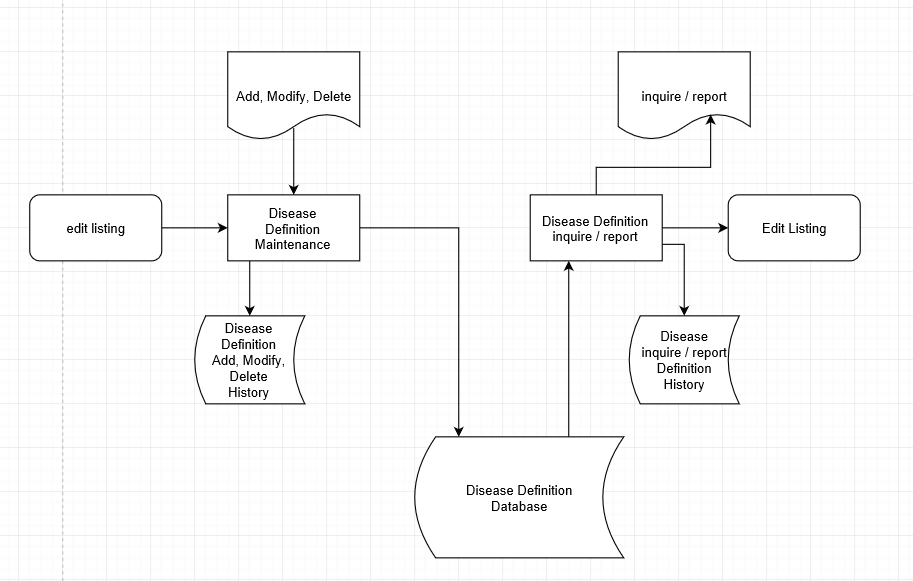 Add, Modify, Delete
inquire / report
edit listing
Disease
Definition
Maintenance
Disease Definition
inquire / report
Edit Listing
Disease
Definition
Add, Modify,
Delete
History
Disease
inquire / report
Definition
History
Disease Definition
Database